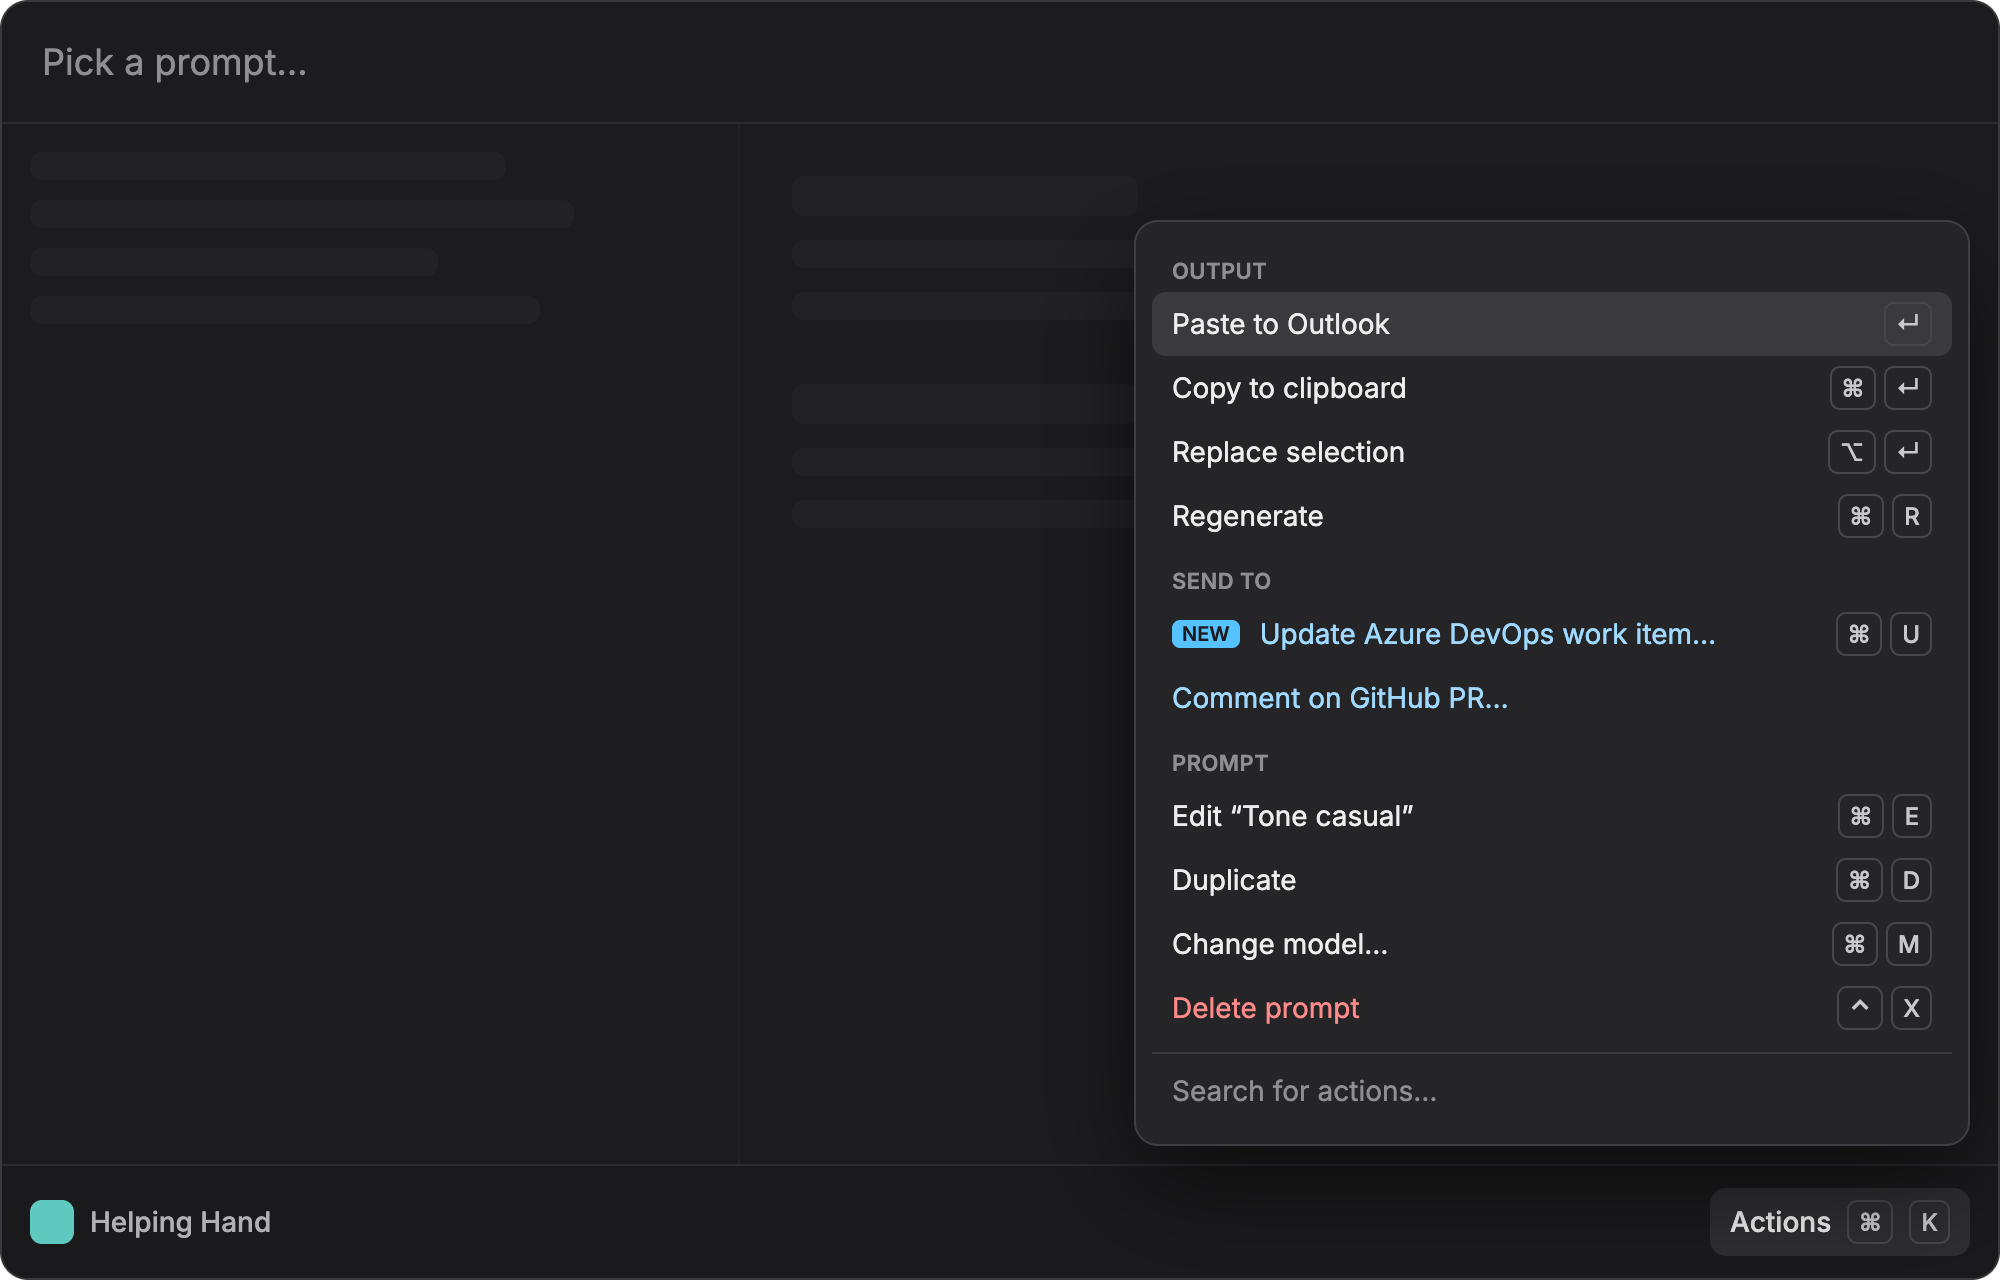 Pick a prompt...
OUTPUT
Paste to Outlook ↵
Copy to clipboard ⌘ ↵
Replace selection ⌥ ↵
Regenerate ⌘ R
SEND TO
NEW Update Azure DevOps work item... ⌘ U
Comment on GitHub PR...
PROMPT
Edit “Tone casual” ⌘ E
Duplicate ⌘ D
Change model... ⌘ M
Delete prompt ^ X
Search for actions...
Helping Hand
Actions ⌘ K